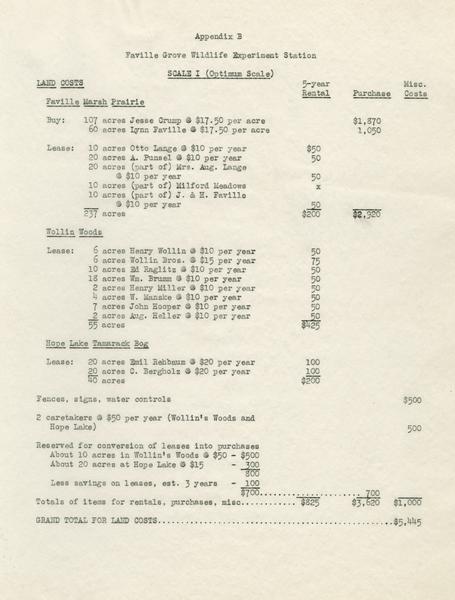 Appendix B
Faville Grove Wildlife Experiment Station
SCALE I (Optimum Scale)
LAND COSTS 5-year Rental Purchase Misc. Costs
Faville Marsh Prairie
Buy: 107 acres Jesse Crump @ $17.50 per acre $1,870
60 acres Lynn Faville @ $17.50 per acre 1,050
Lease: 10 acres Otto Lange @ $10 per year $50
20 acres A. Punsel @ $10 per year 50
20 acres (part of) Mrs. Aug. Lange
@ $10 per year 50
10 acres (part of) Milford Meadows x
10 acres (part of) J. & H. Faville
@ $10 per year 50
237 acres $200 $2,920
Wollin Woods
Lease: 6 acres Henry Wollin @ $10 per year 50
6 acres Wollin Bros. @ $15 per year 75
10 acres Ed Raglitz @ $10 per year 50
18 acres Wm. Brumm @ $10 per year 50
2 acres Henry Miller @ $10 per year 50
4 acres W. Manske @ $10 per year 50
7 acres John Hooper @ $10 per year 50
2 acres Aug. Heller @ $10 per year 50
55 acres $425
Hope Lake Tamarack Bog
Lease: 20 acres Emil Rehbaum @ $20 per year 100
20 acres C. Bergholz @ $20 per year 100
40 acres $200
Fences, signs, water controls $500
2 caretakers @ $50 per year (Wollin's Woods and
Hope Lake) 500
Reserved for conversion of leases into purchases
About 10 acres in Wollin's Woods @ $50 - $500
About 20 acres at Hope Lake @ $15 - 300
800
Less savings on leases, est. 3 years - 100
$700..................... 700
Totals of items for rentals, purchases, misc............ $825 $3,620 $1,000
GRAND TOTAL FOR LAND COSTS..................................................$5,445